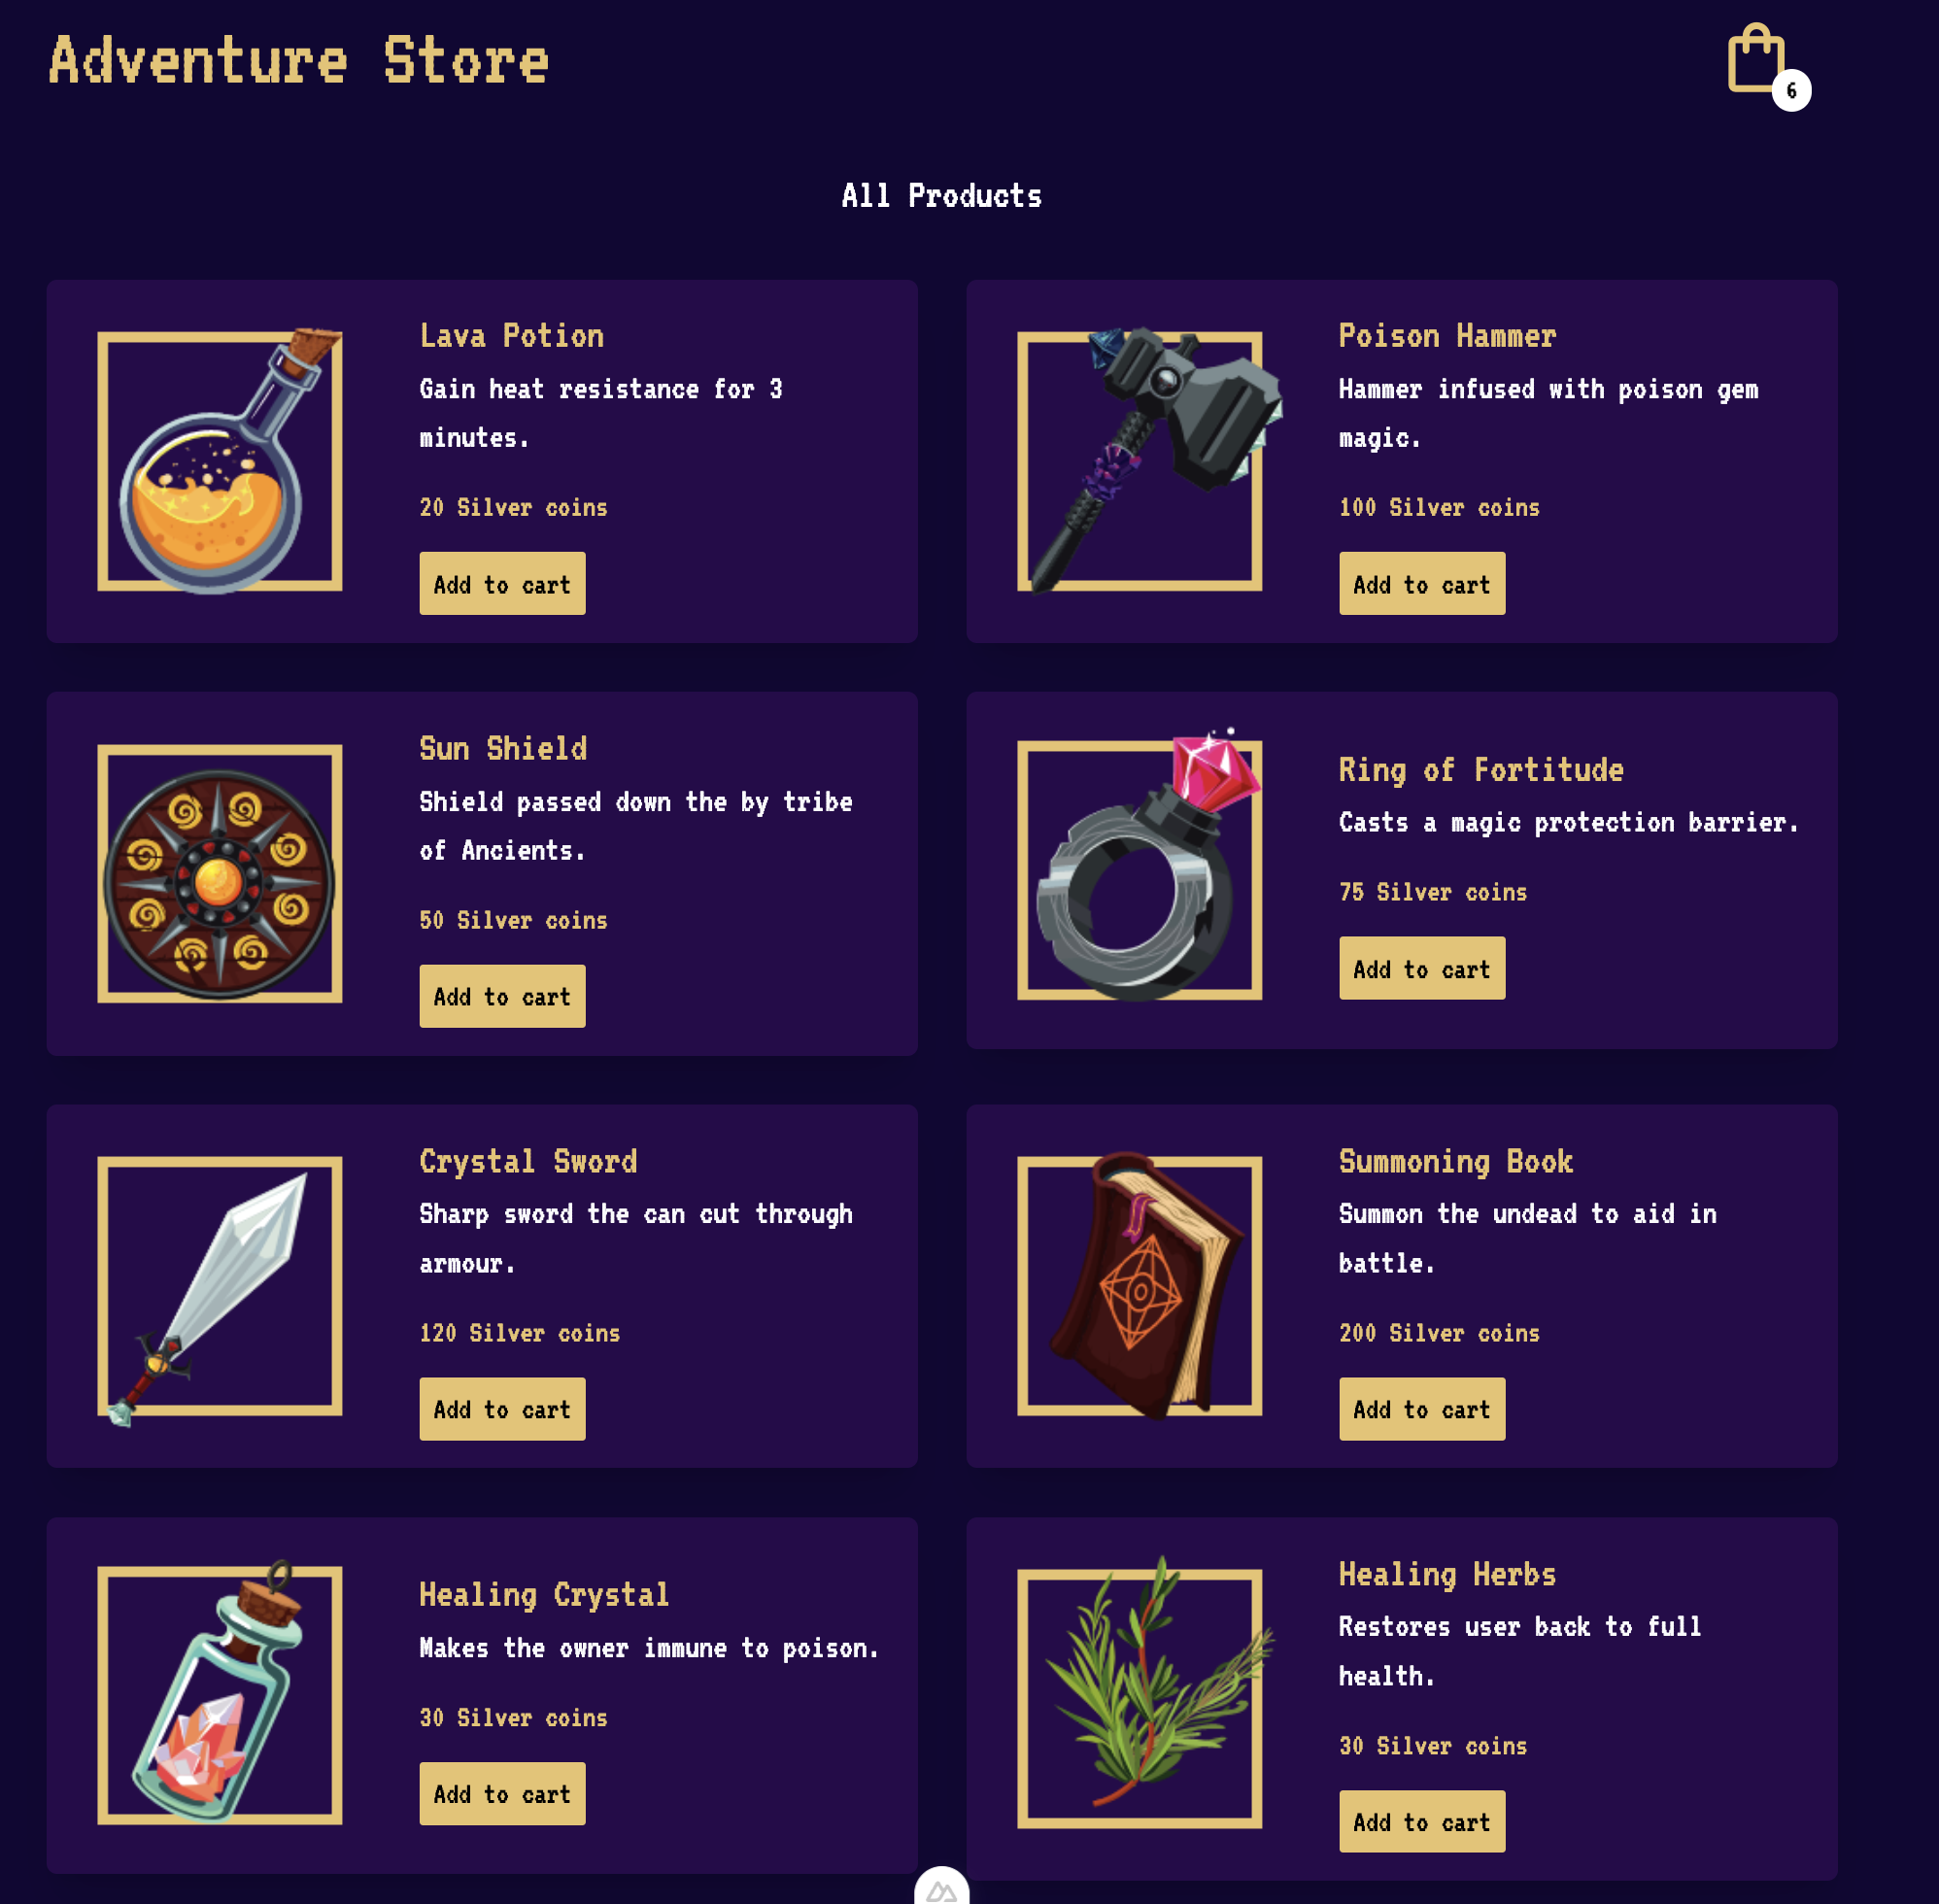 Adventure Store
6
All Products
Lava Potion
Gain heat resistance for 3
minutes.
20 Silver coins
Add to cart
Poison Hammer
Hammer infused with poison gem
magic.
100 Silver coins
Add to cart
Sun Shield
Shield passed down the by tribe
of Ancients.
50 Silver coins
Add to cart
Ring of Fortitude
Casts a magic protection barrier.
75 Silver coins
Add to cart
Crystal Sword
Sharp sword the can cut through
armour.
120 Silver coins
Add to cart
Summoning Book
Summon the undead to aid in
battle.
200 Silver coins
Add to cart
Healing Crystal
Makes the owner immune to poison.
30 Silver coins
Add to cart
Healing Herbs
Restores user back to full
health.
30 Silver coins
Add to cart